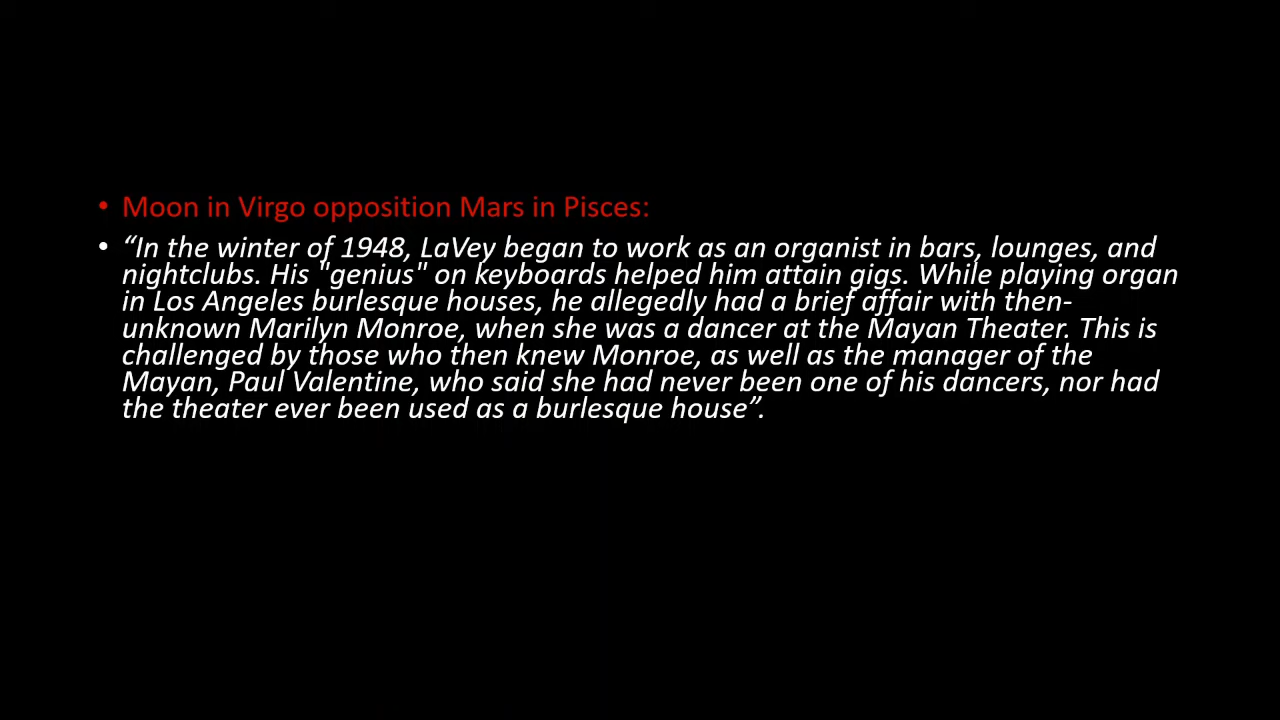 • Moon in Virgo opposition Mars in Pisces:
• “In the winter of 1948, LaVey began to work as an organist in bars, lounges, and
nightclubs. His "genius" on keyboards helped him attain gigs. While playing organ
in Los Angeles burlesque houses, he allegedly had a brief affair with then-
unknown Marilyn Monroe, when she was a dancer at the Mayan Theater. This is
challenged by those who then knew Monroe, as well as the manager of the
Mayan, Paul Valentine, who said she had never been one of his dancers, nor had
the theater ever been used as a burlesque house”.